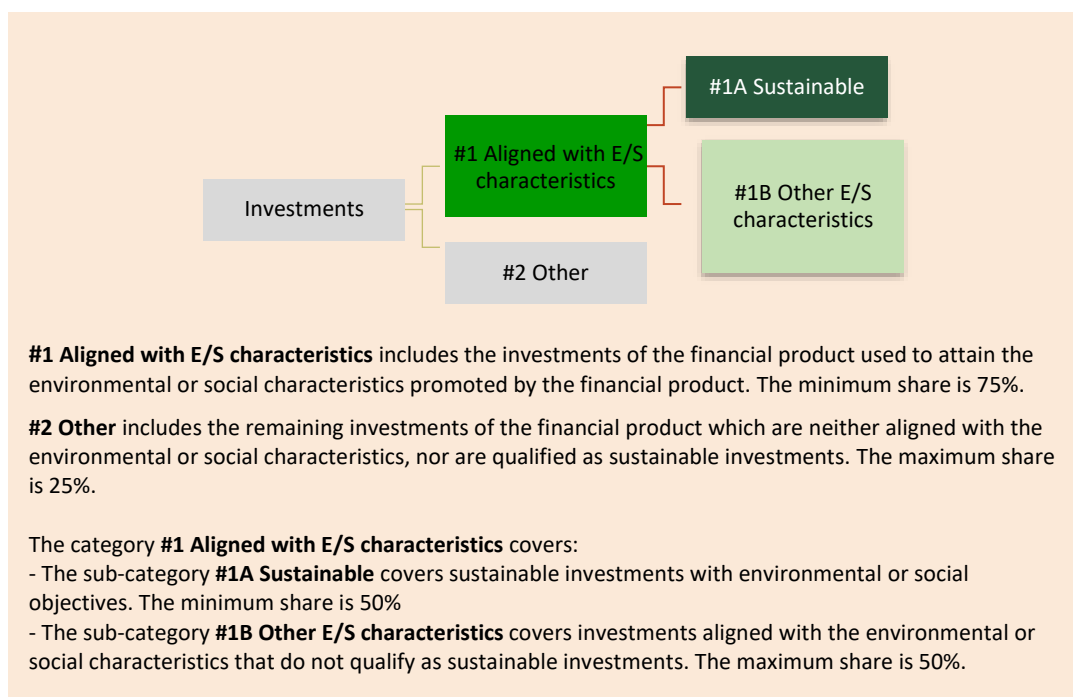 #1A Sustainable
#1 Aligned with E/S
characteristics
#1B Other E/S
characteristics
Investments
#2 Other
#1 Aligned with E/S characteristics includes the investments of the financial product used to attain the
environmental or social characteristics promoted by the financial product. The minimum share is 75%.
#2 Other includes the remaining investments of the financial product which are neither aligned with the
environmental or social characteristics, nor are qualified as sustainable investments. The maximum share
is 25%.
The category #1 Aligned with E/S characteristics covers:
- The sub-category #1A Sustainable covers sustainable investments with environmental or social
objectives. The minimum share is 50%
- The sub-category #1B Other E/S characteristics covers investments aligned with the environmental or
social characteristics that do not qualify as sustainable investments. The maximum share is 50%.